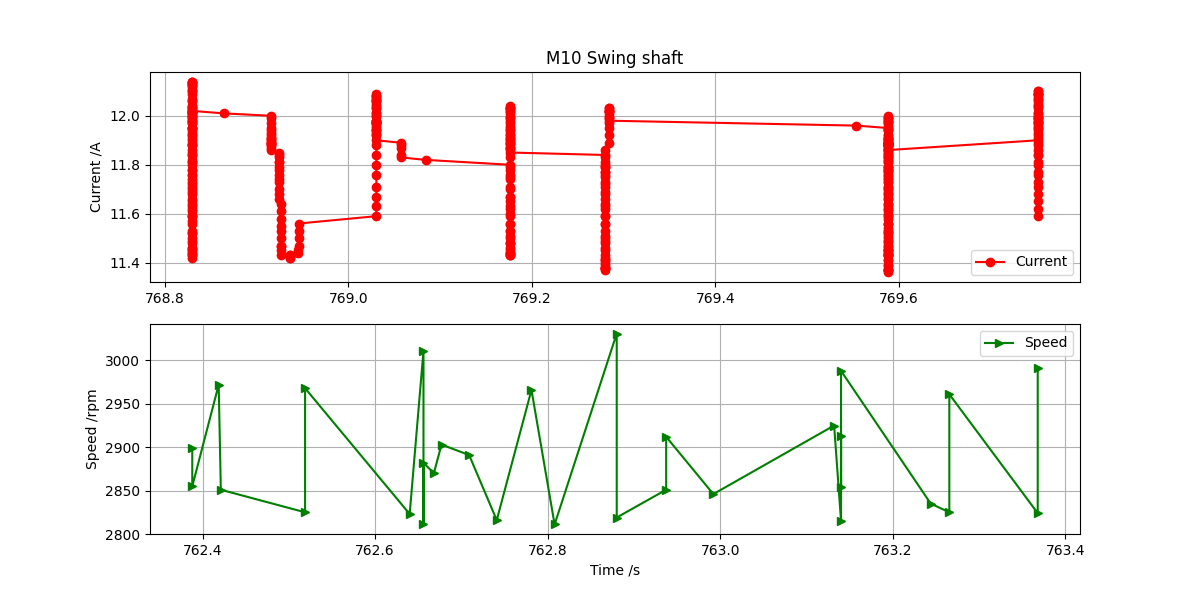 M10 Swing shaft
Current /A
12.0
11.8
11.6
11.4
Current
768.8 769.0 769.2 769.4 769.6
Speed /rpm
3000
2950
2900
2850
2800
Speed
762.4 762.6 762.8 763.0 763.2 763.4
Time /s